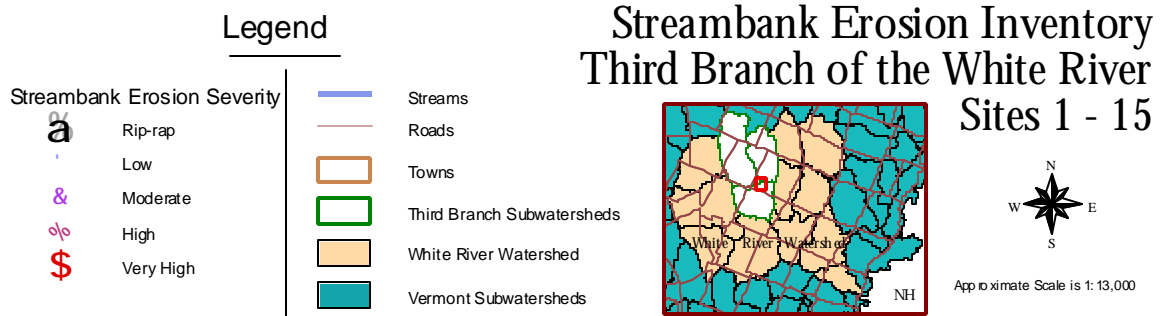 Legend
Streambank Erosion Severity
% a Rip-rap
' Low
& Moderate
% High
$ Very High
Streams
Roads
Towns
Third Branch Subwatersheds
White River Watershed
Vermont Subwatersheds
Streambank Erosion Inventory
Third Branch of the White River
Sites 1 - 15
White River Watershed
NH
N
W E
S
Approximate Scale is 1:13,000